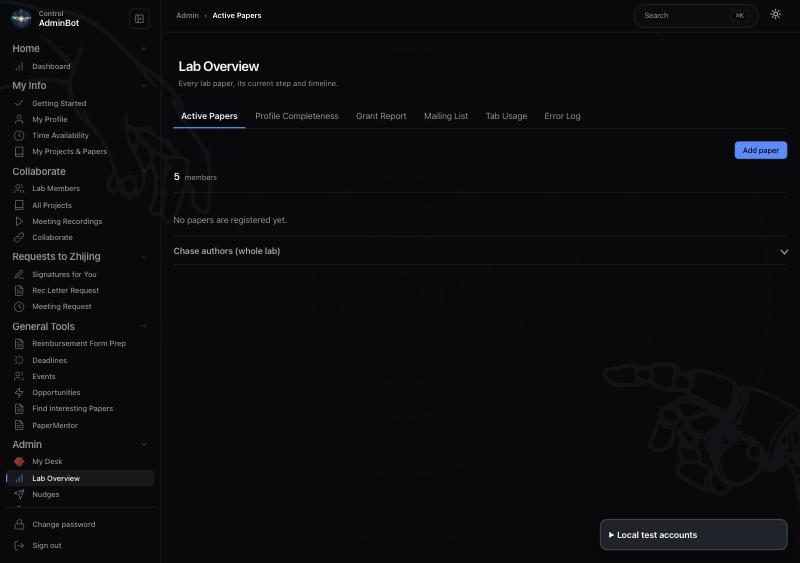 Control
AdminBot
Home
Dashboard
My Info
Getting Started
My Profile
Time Availability
My Projects & Papers
Collaborate
Lab Members
All Projects
Meeting Recordings
Collaborate
Requests to Zhijing
Signatures for You
Rec Letter Request
Meeting Request
General Tools
Reimbursement Form Prep
Deadlines
Events
Opportunities
Find Interesting Papers
PaperMentor
Admin
My Desk
Lab Overview
Nudges
Change password
Sign out
Admin › Active Papers
Search ⌘K
Lab Overview
Every lab paper, its current step and timeline.
Active Papers Profile Completeness Grant Report Mailing List Tab Usage Error Log
Add paper
5 members
No papers are registered yet.
Chase authors (whole lab)
Local test accounts